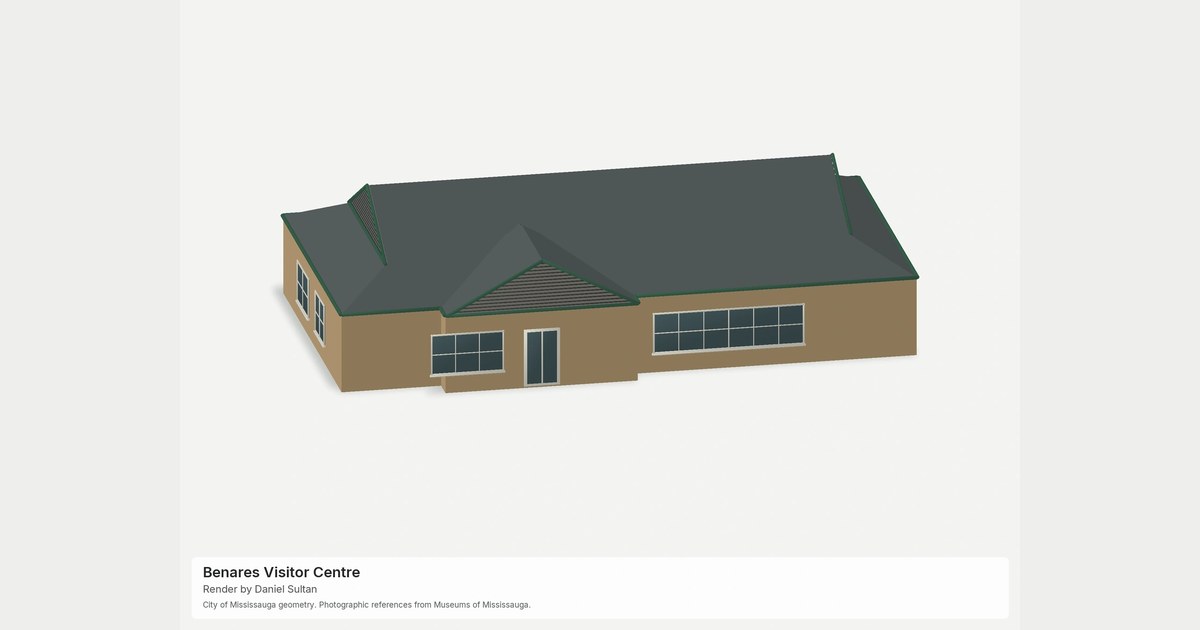 Benares Visitor Centre
Render by Daniel Sultan
City of Mississauga geometry. Photographic references from Museums of Mississauga.